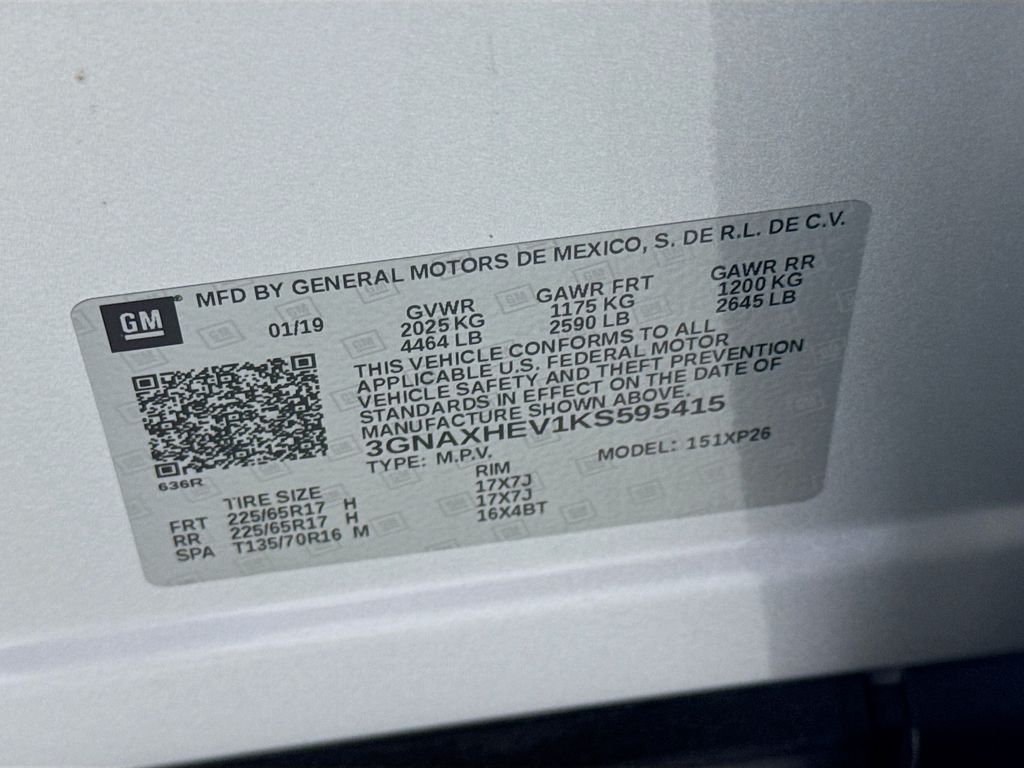 GM
MFD BY GENERAL MOTORS DE MEXICO, S. DE R.L. DE C.V.
01/19 GVWR GAWR FRT GAWR RR
2025 KG 1175 KG 1200 KG
4464 LB 2590 LB 2645 LB
THIS VEHICLE CONFORMS TO ALL
APPLICABLE U.S. FEDERAL MOTOR
VEHICLE SAFETY AND THEFT PREVENTION
STANDARDS IN EFFECT ON THE DATE OF
MANUFACTURE SHOWN ABOVE.
3GNAXHEV1KS595415
TYPE: M.P.V. MODEL: 151XP26
636R
TIRE SIZE RIM
FRT 225/65R17 H 17X7J
RR 225/65R17 H 17X7J
SPA T135/70R16 M 16X4BT